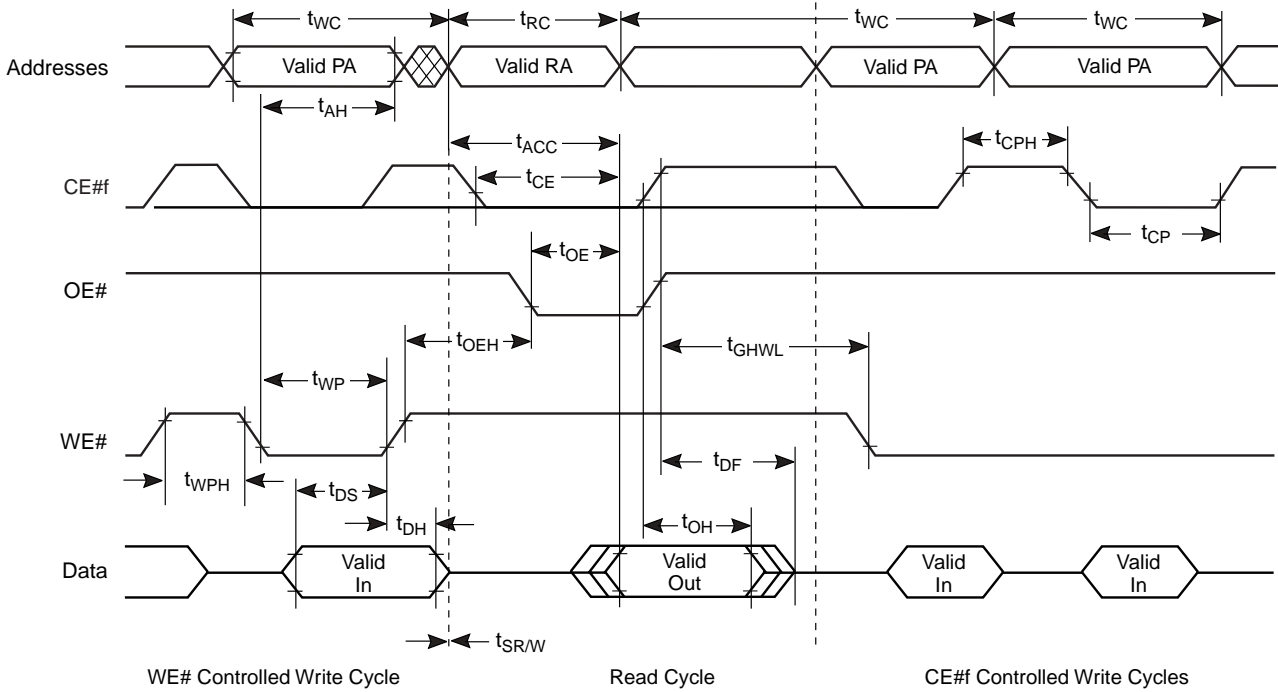 tWC tRC tWC tWC
Addresses Valid PA Valid RA Valid PA Valid PA
tAH
tACC tCPH
CE#f tCE
tCP
tOE
OE#
tOEH tGHWL
tWP
WE#
tDF
tWPH tDS
tDH tOH
Data Valid In Valid Out Valid In Valid In
tSR/W
WE# Controlled Write Cycle Read Cycle CE#f Controlled Write Cycles